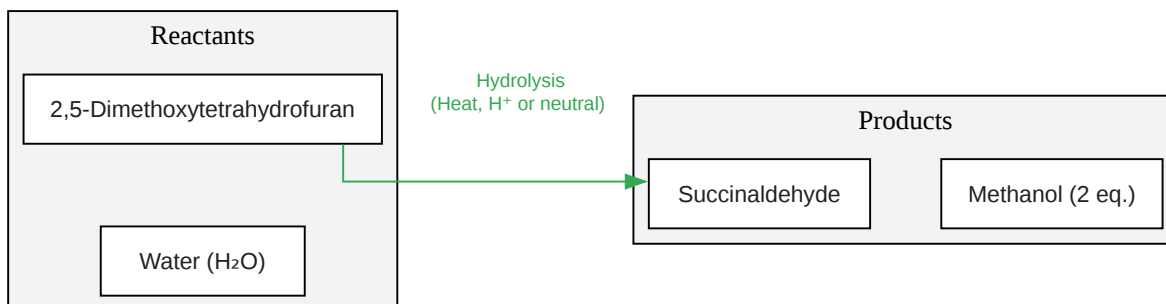 Reactants
2,5-Dimethoxytetrahydrofuran
Water (H₂O)
Hydrolysis
(Heat, H⁺ or neutral)
Products
Succinaldehyde
Methanol (2 eq.)